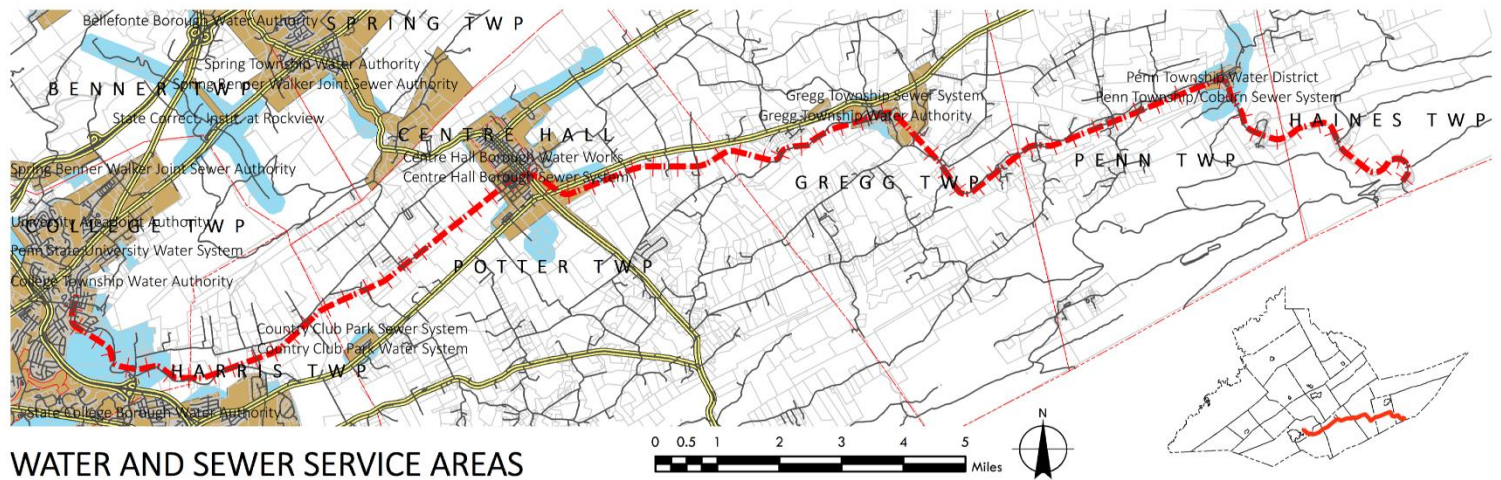 Bellefonte Borough Water Authority
SPRING TWP
Spring Township Water Authority
BENNER TWP
Spring Benner Walker Joint Sewer Authority
State Correct. Instit. at Rockview
CENTRE HALL
Centre Hall Borough Water Works
Spring Benner Walker Joint Sewer Authority
Centre Hall Borough Sewer System
Gregg Township Sewer System
Gregg Township Water Authority
Penn Township Water District
Penn Township/Coburn Sewer System
HAINES TWP
PENN TWP
GREGG TWP
University Area Joint Authority
COLLEGE TWP
Penn State University Water System
POTTER TWP
College Township Water Authority
Country Club Park Sewer System
Country Club Park Water System
HARRIS TWP
State College Borough Water Authority
WATER AND SEWER SERVICE AREAS
0 0.5 1 2 3 4 5
Miles
N